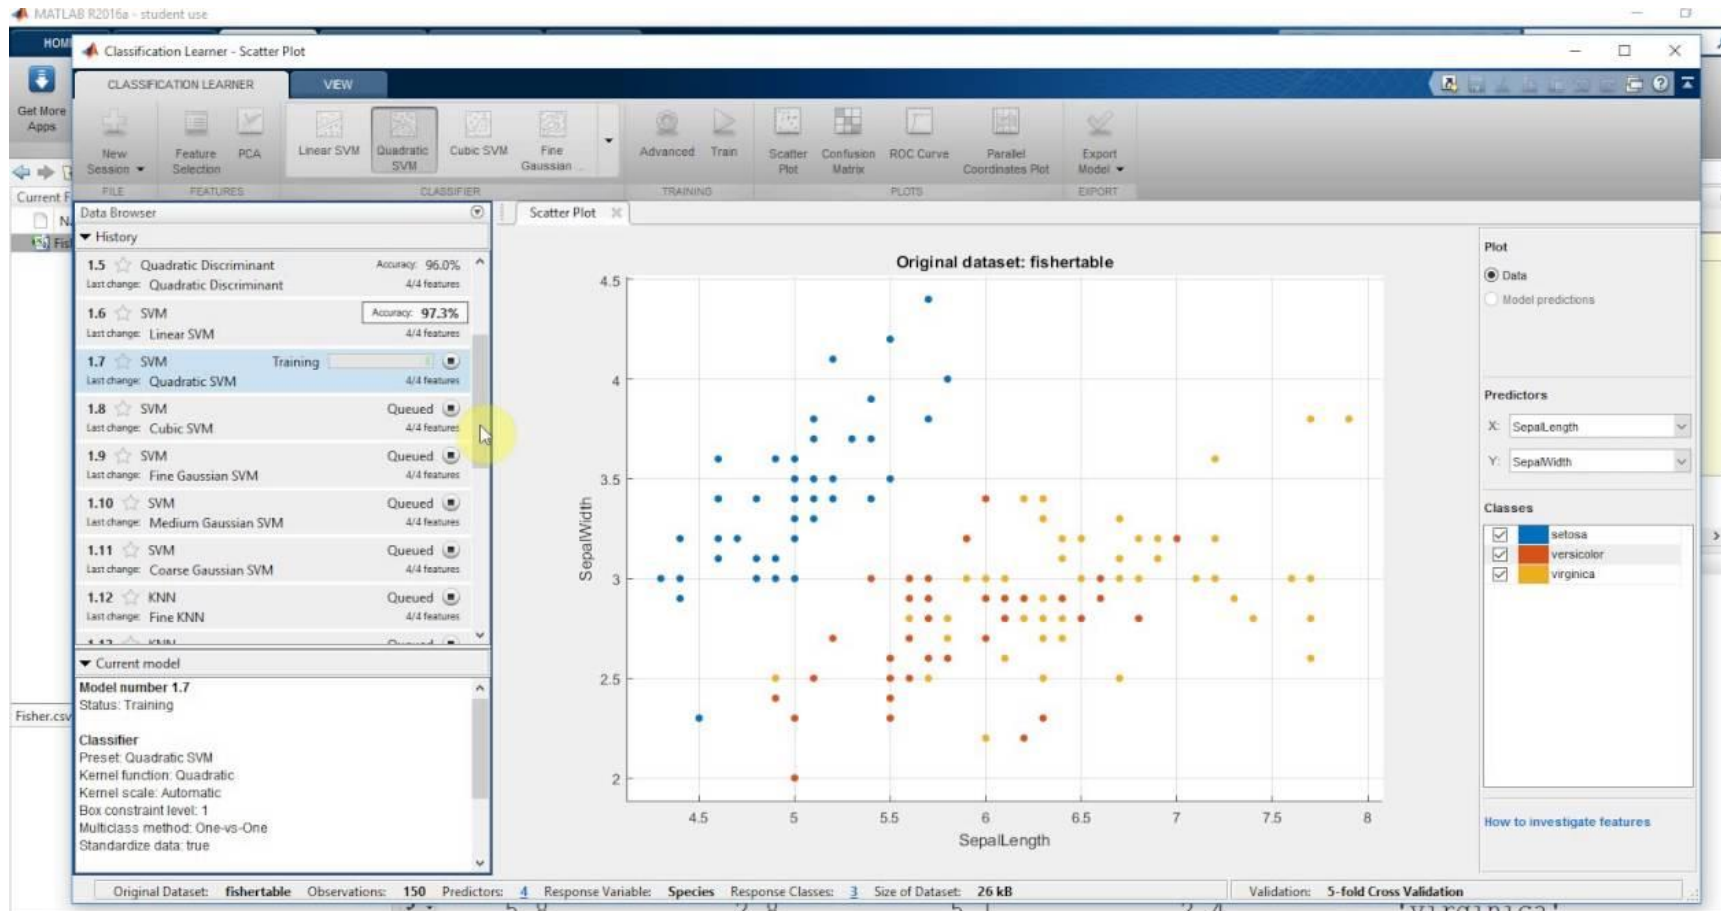 MATLAB R2016a - student use
HOM
Classification Learner - Scatter Plot
CLASSIFICATION LEARNER
VIEW
Get More
Apps
New
Session
Feature
Selection
PCA
Linear SVM
Quadratic
SVM
Cubic SVM
Fine
Gaussian ...
Advanced
Train
Scatter
Plot
Confusion
Matrix
ROC Curve
Parallel
Coordinates Plot
Export
Model
FILE
FEATURES
CLASSIFIER
TRAINING
PLOTS
EXPORT
Current F
Na
Fish
Fisher.csv
Data Browser
History
1.5 Quadratic Discriminant Accuracy: 96.0%
Last change: Quadratic Discriminant 4/4 features
1.6 SVM Accuracy: 97.3%
Last change: Linear SVM 4/4 features
1.7 SVM Training
Last change: Quadratic SVM 4/4 features
1.8 SVM Queued
Last change: Cubic SVM 4/4 features
1.9 SVM Queued
Last change: Fine Gaussian SVM 4/4 features
1.10 SVM Queued
Last change: Medium Gaussian SVM 4/4 features
1.11 SVM Queued
Last change: Coarse Gaussian SVM 4/4 features
1.12 KNN Queued
Last change: Fine KNN 4/4 features
1.13 KNN Queued
Current model
Model number 1.7
Status: Training
Classifier
Preset: Quadratic SVM
Kernel function: Quadratic
Kernel scale: Automatic
Box constraint level: 1
Multiclass method: One-vs-One
Standardize data: true
Scatter Plot
Original dataset: fishertable
4.5
4
3.5
3
2.5
2
SepalWidth
4.5 5 5.5 6 6.5 7 7.5 8
SepalLength
Plot
Data
Model predictions
Predictors
X: SepalLength
Y: SepalWidth
Classes
setosa
versicolor
virginica
How to investigate features
Original Dataset: fishertable Observations: 150 Predictors: 4 Response Variable: Species Response Classes: 3 Size of Dataset: 26 kB
Validation: 5-fold Cross Validation